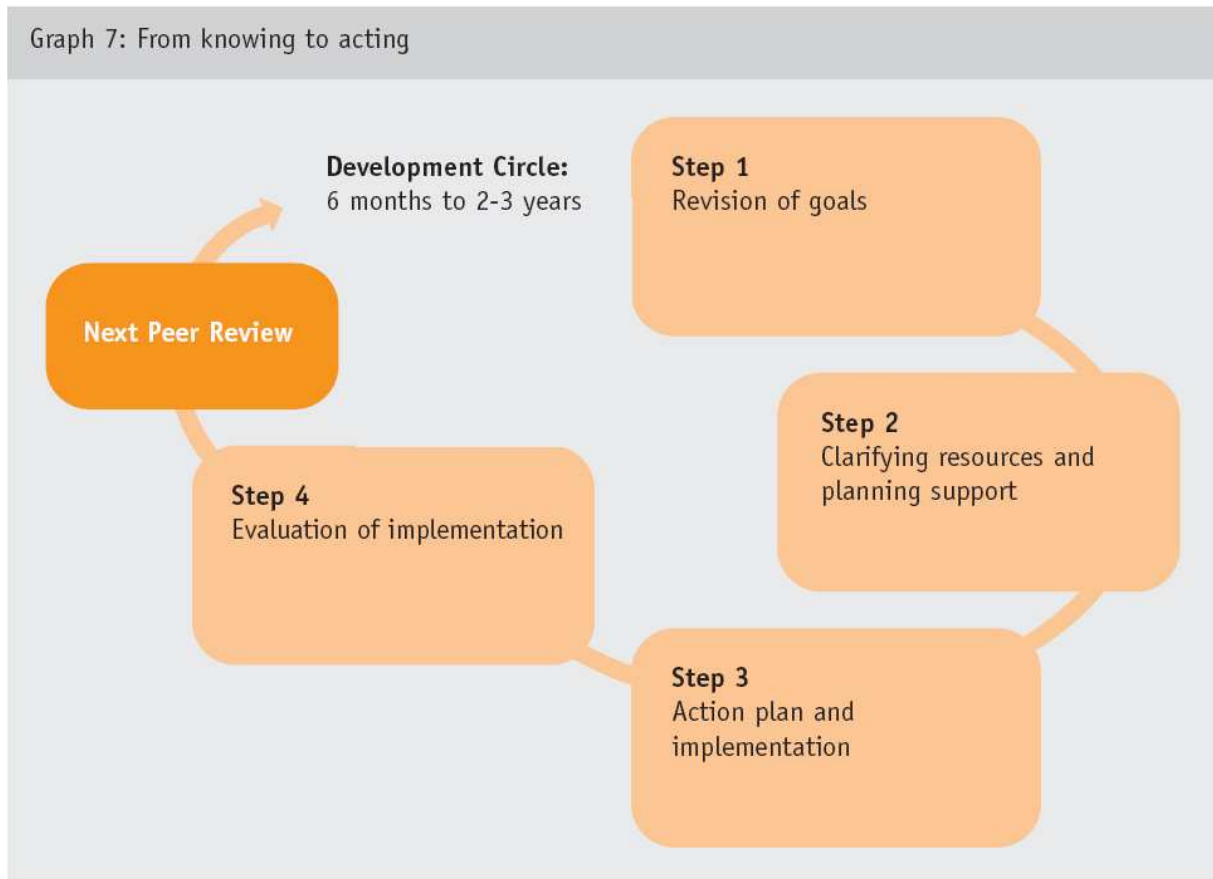 Graph 7: From knowing to acting
Development Circle:
6 months to 2-3 years
Step 1
Revision of goals
Next Peer Review
Step 2
Clarifying resources and
planning support
Step 4
Evaluation of implementation
Step 3
Action plan and
implementation